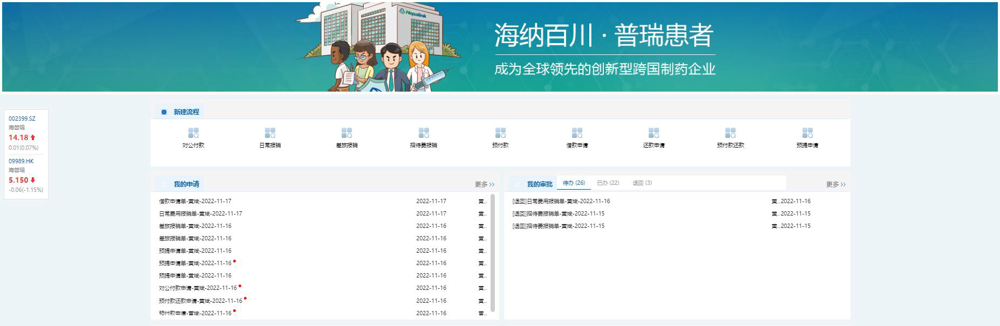 Hepalink
海纳百川·普瑞患者
成为全球领先的创新型跨国制药企业
002399.SZ
海普瑞
14.18
0.01(0.07%)
09989.HK
海普瑞
5.150
-0.06(-1.15%)
新建流程
对公付款 日常报销 差旅报销 招待费报销 预付款 借款申请 还款申请 预付款还款 预提申请
我的申请 更多
借款申请单-黄斌-2022-11-17 2022-11-17 黄..
日常费用报销单-黄斌-2022-11-17 2022-11-17 黄..
差旅报销单-黄斌-2022-11-16 2022-11-16 黄..
差旅报销单-黄斌-2022-11-16 2022-11-16 黄..
预提申请单-黄斌-2022-11-16 2022-11-16 黄..
预提申请单-黄斌-2022-11-16 2022-11-16 黄..
预提申请单-黄斌-2022-11-16 2022-11-16 黄..
对公付款申请-黄斌-2022-11-16 2022-11-16 黄..
预付款还款申请-黄斌-2022-11-16 2022-11-16 黄..
预付款申请-黄斌-2022-11-16 2022-11-16 黄..
我的审批 待办 (26) 已办 (22) 退回 (3) 更多
[退回]日常费用报销单-黄斌-2022-11-16 黄.. 2022-11-16
[退回]招待费报销单-黄斌-2022-11-15 黄.. 2022-11-15
[退回]招待费报销单-黄斌-2022-11-15 黄.. 2022-11-15